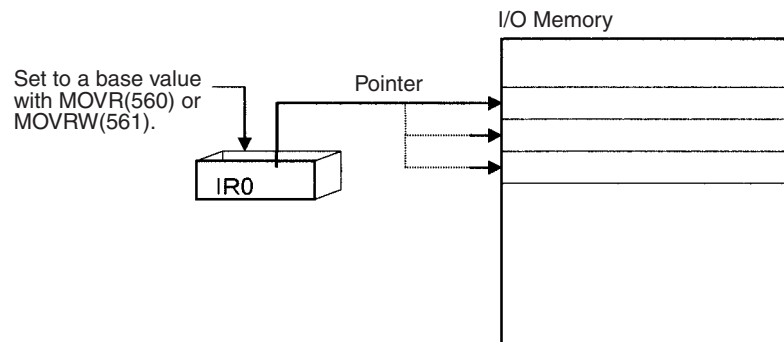 I/O Memory
Set to a base value
with MOVR(560) or
MOVRW(561).
Pointer
IR0